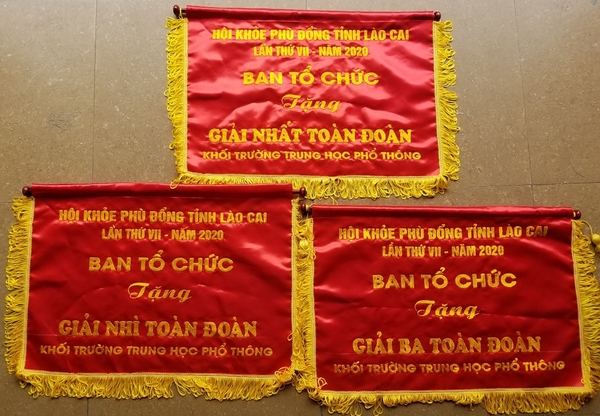 HỘI KHỎE PHÙ ĐỔNG TỈNH LÀO CAI
LẦN THỨ VII - NĂM 2020
BAN TỔ CHỨC
Tặng
GIẢI NHẤT TOÀN ĐOÀN
KHỐI TRƯỜNG TRUNG HỌC PHỔ THÔNG
HỘI KHỎE PHÙ ĐỔNG TỈNH LÀO CAI
LẦN THỨ VII - NĂM 2020
BAN TỔ CHỨC
Tặng
GIẢI NHÌ TOÀN ĐOÀN
KHỐI TRƯỜNG TRUNG HỌC PHỔ THÔNG
HỘI KHỎE PHÙ ĐỔNG TỈNH LÀO CAI
LẦN THỨ VII - NĂM 2020
BAN TỔ CHỨC
Tặng
GIẢI BA TOÀN ĐOÀN
KHỐI TRƯỜNG TRUNG HỌC PHỔ THÔNG